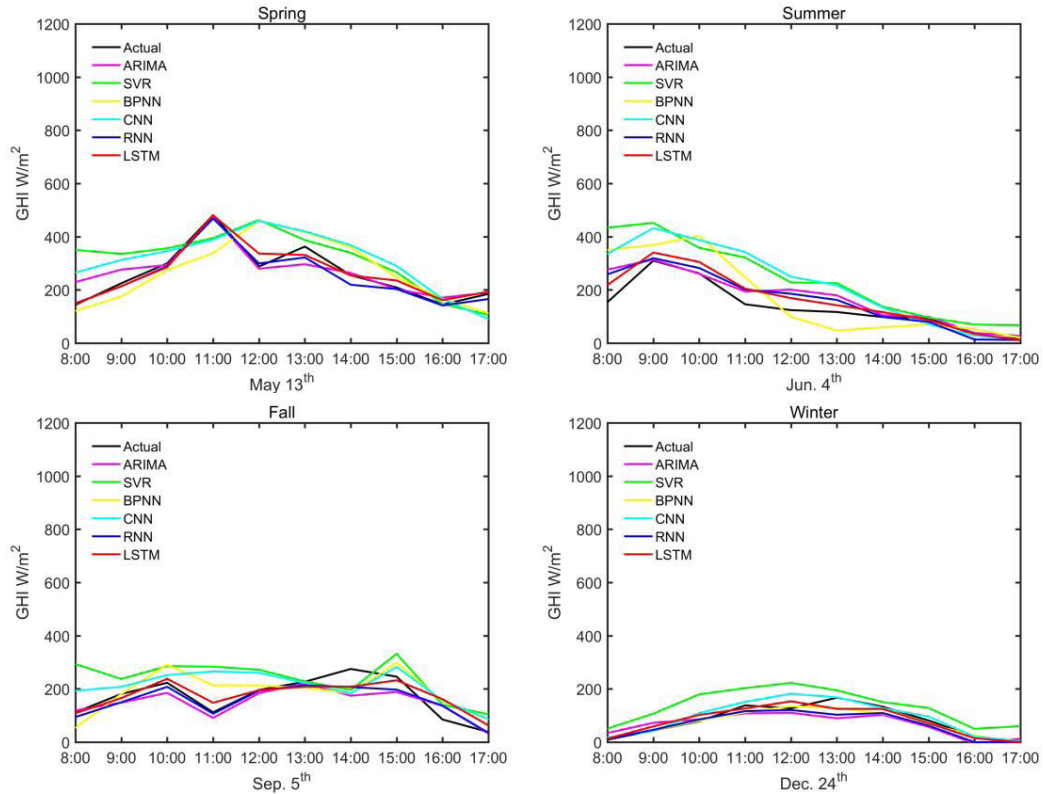 Spring
1200
1000
800
600
400
200
0
GHI W/m²
Actual
ARIMA
SVR
BPNN
CNN
RNN
LSTM
8:00 9:00 10:00 11:00 12:00 13:00 14:00 15:00 16:00 17:00
May 13th
Summer
1200
1000
800
600
400
200
0
GHI W/m²
Actual
ARIMA
SVR
BPNN
CNN
RNN
LSTM
8:00 9:00 10:00 11:00 12:00 13:00 14:00 15:00 16:00 17:00
Jun. 4th
Fall
1200
1000
800
600
400
200
0
GHI W/m²
Actual
ARIMA
SVR
BPNN
CNN
RNN
LSTM
8:00 9:00 10:00 11:00 12:00 13:00 14:00 15:00 16:00 17:00
Sep. 5th
Winter
1200
1000
800
600
400
200
0
GHI W/m²
Actual
ARIMA
SVR
BPNN
CNN
RNN
LSTM
8:00 9:00 10:00 11:00 12:00 13:00 14:00 15:00 16:00 17:00
Dec. 24th